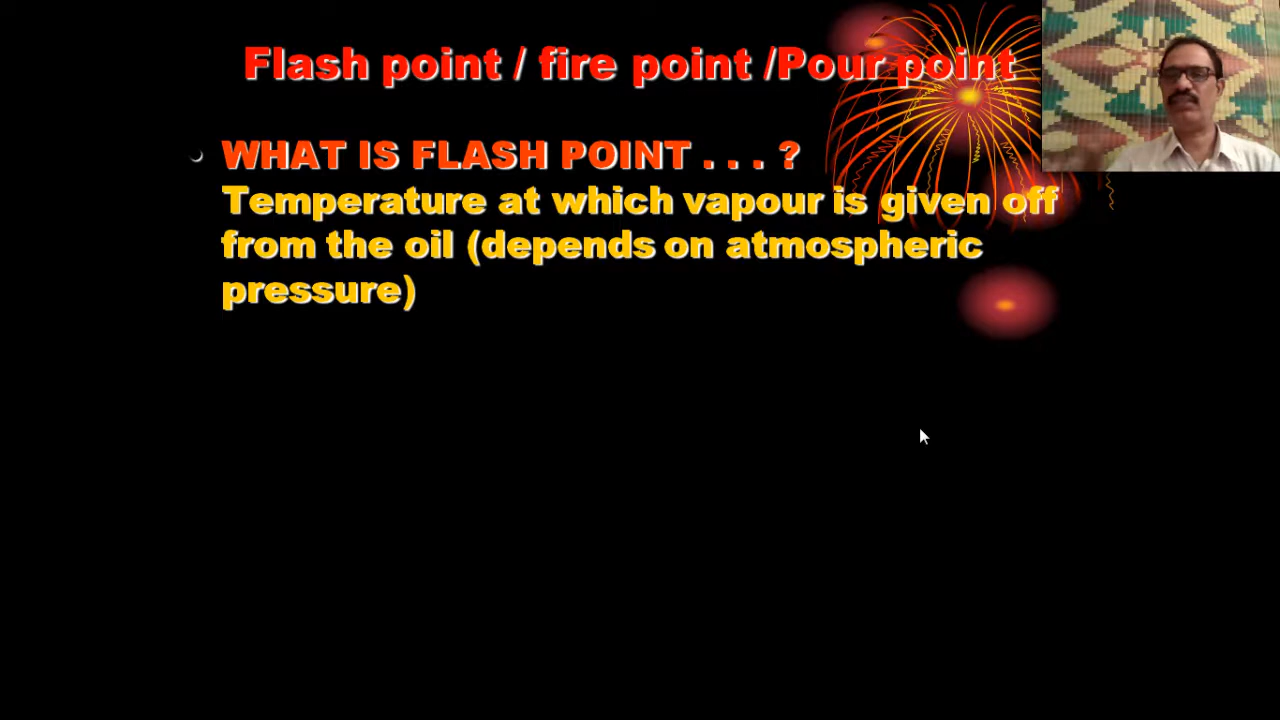 Flash point / fire point /Pour point
WHAT IS FLASH POINT . . . ?
Temperature at which vapour is given off
from the oil (depends on atmospheric
pressure)